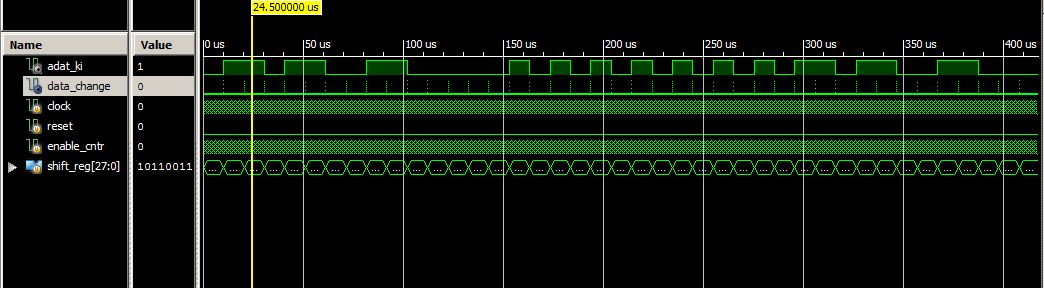 24.500000 us
Name Value 0 us 50 us 100 us 150 us 200 us 250 us 300 us 350 us 400 us
adat_ki 1
data_change 0
clock 0
reset 0
enable_cntr 0
shift_reg[27:0] 10110011 ... ... ... ... ... ... ... ... ... ... ... ... ... ... ... ... ... ... ... ... ... ... ... ... ... ... ... ... ... ... ... ... ... ... ... ... ... ... ... ...